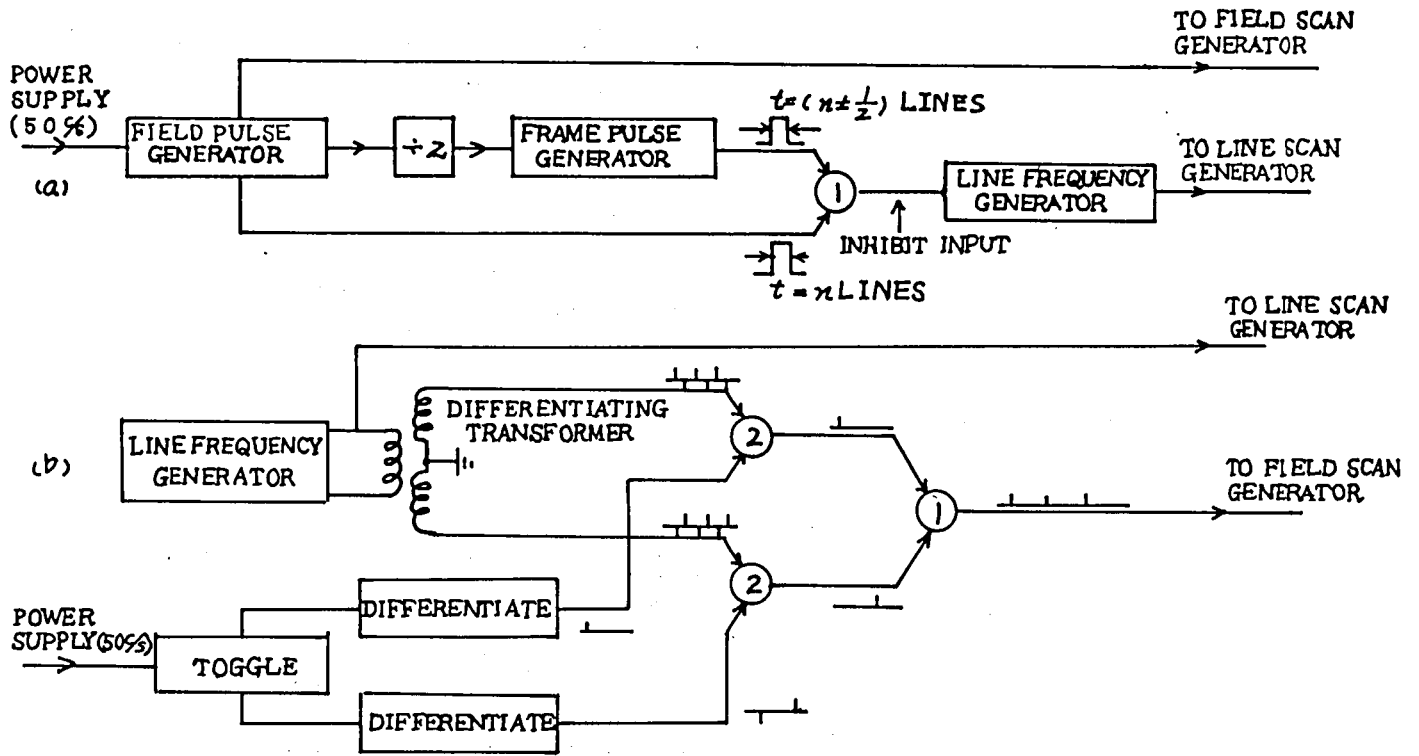 TO FIELD SCAN
GENERATOR
POWER
SUPPLY
(50 c/s)
FIELD PULSE
GENERATOR
÷2
FRAME PULSE
GENERATOR
t=(n±1/2) LINES
TO LINE SCAN
GENERATOR
(a)
1
LINE FREQUENCY
GENERATOR
INHIBIT INPUT
t=n LINES
TO LINE SCAN
GENERATOR
DIFFERENTIATING
TRANSFORMER
LINE FREQUENCY
GENERATOR
(b)
2
TO FIELD SCAN
GENERATOR
1
2
DIFFERENTIATE
POWER
SUPPLY(50c/s)
TOGGLE
DIFFERENTIATE